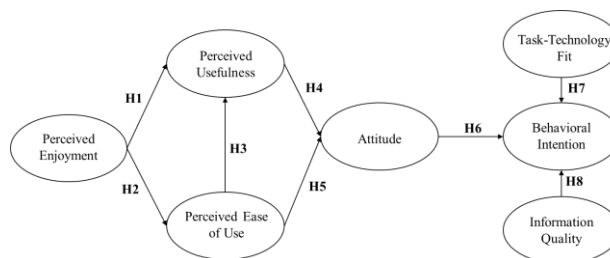 Perceived
Usefulness
Task-Technology
Fit
H1
H4
H7
Perceived
Enjoyment
H3
Attitude
H6
Behavioral
Intention
H2
H5
H8
Perceived Ease
of Use
Information
Quality